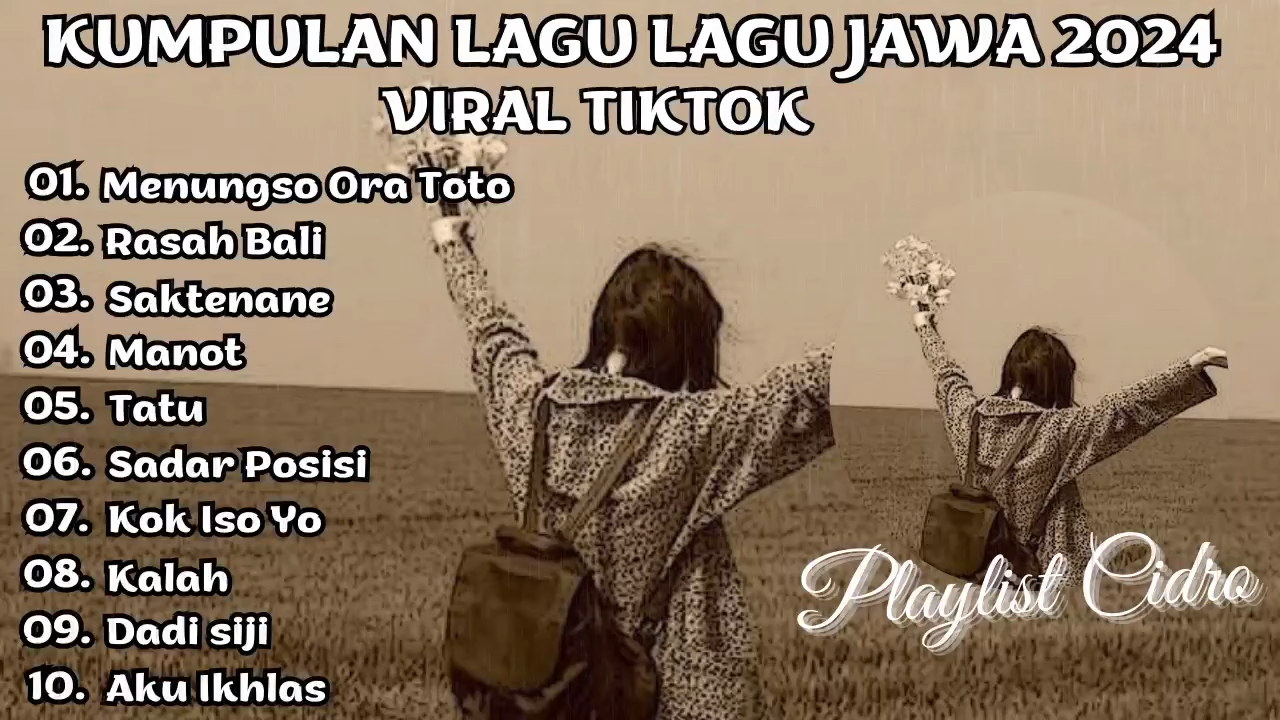 KUMPULAN LAGU LAGU JAWA 2024
VIRAL TIKTOK
01. Menungso Ora Toto
02. Rasah Bali
03. Saktenane
04. Manot
05. Tatu
06. Sadar Posisi
07. Kok Iso Yo
08. Kalah
09. Dadi siji
10. Aku Ikhlas
Playlist Cidro